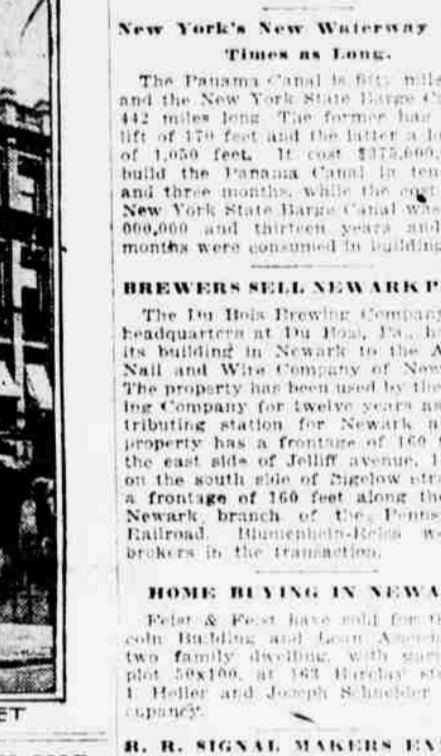 New York's New Waterway
Times as Long.
The Panama Canal is fifty mile
and the New York State Barge C
442 miles long. The former has
lift of 170 feet and the latter a
of 1,050 feet. It cost $375,000,
build the Panama Canal in ten
and three months, while the cost
New York State Barge Canal was
000,000 and thirteen years and
months were consumed in building
BREWERS SELL NEWARK P
The Du Bois Brewing Company
headquarters at Du Bois, Pa., h
its building in Newark to the A
Nail and Wire Company of New
The property has been used by the
ing Company for twelve years as
tributing station for Newark a
property has a frontage of 160
the east side of Jelliff avenue, 1
on the south side of Bigelow stre
a frontage of 160 feet along the
Newark branch of the Penns
Railroad. Blumenhein-Reiss we
brokers in the transaction.
HOME BUYING IN NEWA
Feist & Feist have sold for t
coln Building and Loan
two family dwelling, with gar
plot 50x100, at 163 Barclay st
I. Heller and Joseph Schneider
cupancy.
ET
R. R. SIGNAL MAKERS EX